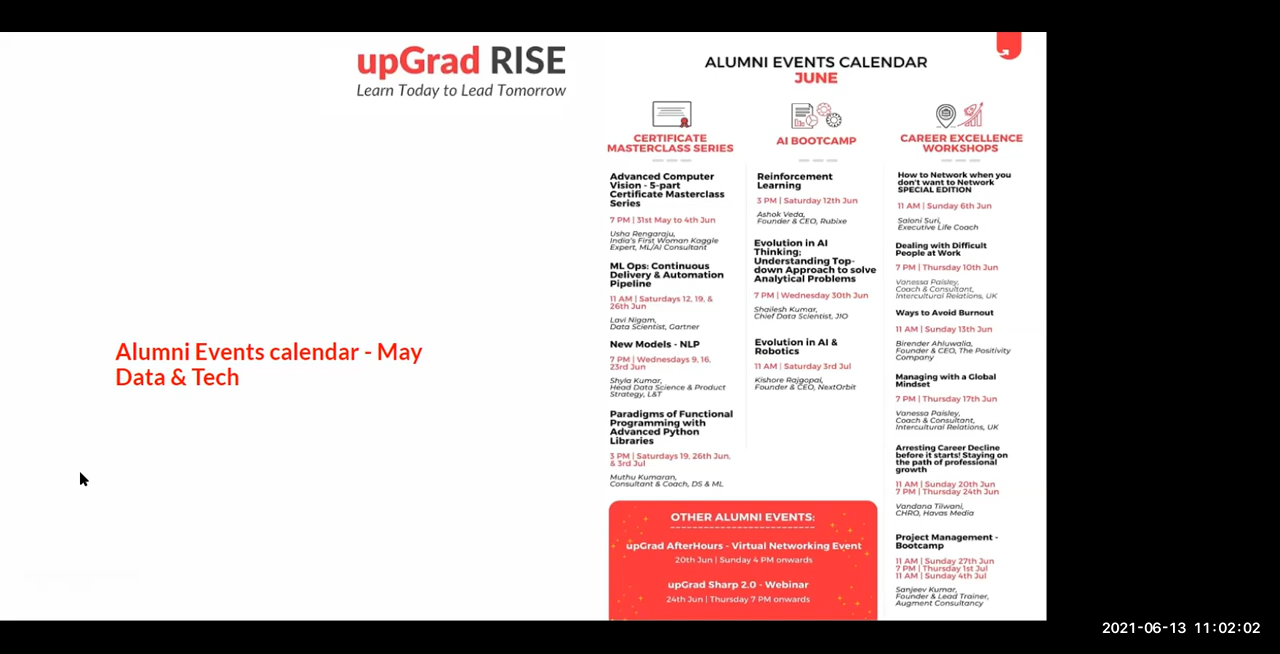 upGrad RISE
Learn Today to Lead Tomorrow
Alumni Events calendar - May
Data & Tech
ALUMNI EVENTS CALENDAR
JUNE
CERTIFICATE
MASTERCLASS SERIES
Advanced Computer
Vision - 5-part
Certificate Masterclass
Series
7 PM | 31st May to 4th Jun
Usha Rengaraju,
India's First Woman Kaggle
Expert, ML/AI Consultant
ML Ops: Continuous
Delivery & Automation
Pipeline
11 AM | Saturdays 12, 19, &
26th Jun
Lavi Nigam,
Data Scientist, Gartner
New Models - NLP
7 PM | Wednesdays 9, 16,
23rd Jun
Shyla Kumar,
Head Data Science & Product
Strategy, L&T
Paradigms of Functional
Programming with
Advanced Python
Libraries
3 PM | Saturdays 19, 26th Jun,
& 3rd Jul
Muthu Kumaran,
Consultant & Coach, DS & ML
AI BOOTCAMP
Reinforcement
Learning
3 PM | Saturday 12th Jun
Ashok Veda,
Founder & CEO, Rubixe
Evolution in AI
Thinking:
Understanding Top-
down Approach to solve
Analytical Problems
7 PM | Wednesday 30th Jun
Shailesh Kumar,
Chief Data Scientist, JIO
Evolution in AI &
Robotics
11 AM | Saturday 3rd Jul
Kishore Rajgopal,
Founder & CEO, NextOrbit
CAREER EXCELLENCE
WORKSHOPS
How to Network when you
don't want to Network
SPECIAL EDITION
11 AM | Sunday 6th Jun
Saloni Suri,
Executive Life Coach
Dealing with Difficult
People at Work
7 PM | Thursday 10th Jun
Vanessa Paisley,
Coach & Consultant,
Intercultural Relations, UK
Ways to Avoid Burnout
11 AM | Sunday 13th Jun
Birender Ahluwalia,
Founder & CEO, The Positivity
Company
Managing with a Global
Mindset
7 PM | Thursday 17th Jun
Vanessa Paisley,
Coach & Consultant,
Intercultural Relations, UK
Arresting Career Decline
before it starts! Staying on
the path of professional
growth
11 AM | Sunday 20th Jun
7 PM | Thursday 24th Jun
Vandana Tilwani,
CHRO, Havas Media
Project Management -
Bootcamp
11 AM | Sunday 27th Jun
7 PM | Thursday 1st Jul
11 AM | Sunday 4th Jul
Sanjeev Kumar,
Founder & Lead Trainer,
Augment Consultancy
OTHER ALUMNI EVENTS:
upGrad AfterHours - Virtual Networking Event
20th Jun | Sunday 4 PM onwards
upGrad Sharp 2.0 - Webinar
24th Jun | Thursday 7 PM onwards
2021-06-13 11:02:02